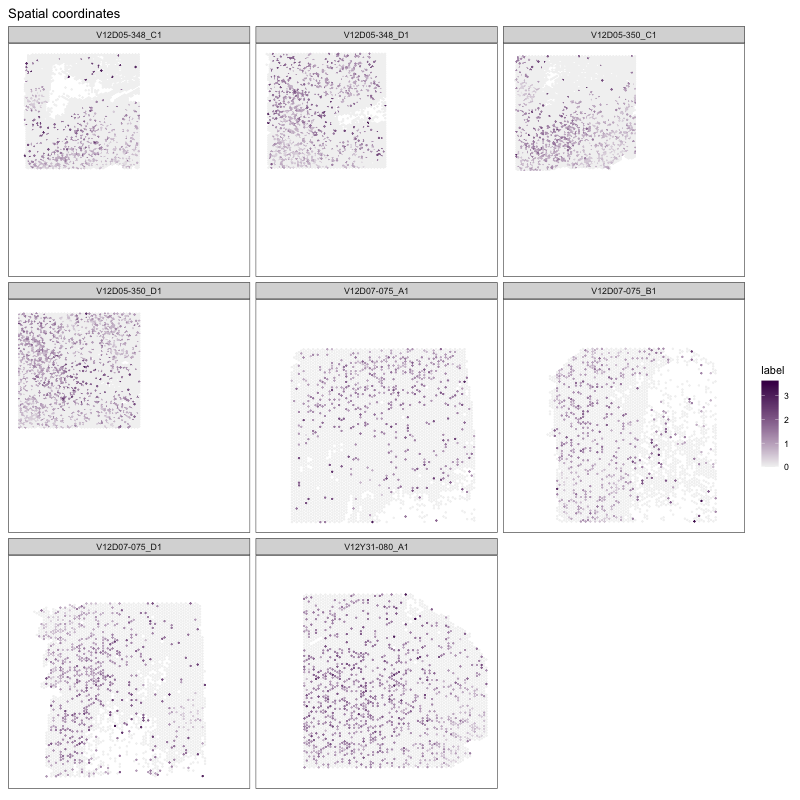 Spatial coordinates
V12D05-348_C1
V12D05-348_D1
V12D05-350_C1
V12D05-350_D1
V12D07-075_A1
V12D07-075_B1
label
3
2
1
0
V12D07-075_D1
V12Y31-080_A1